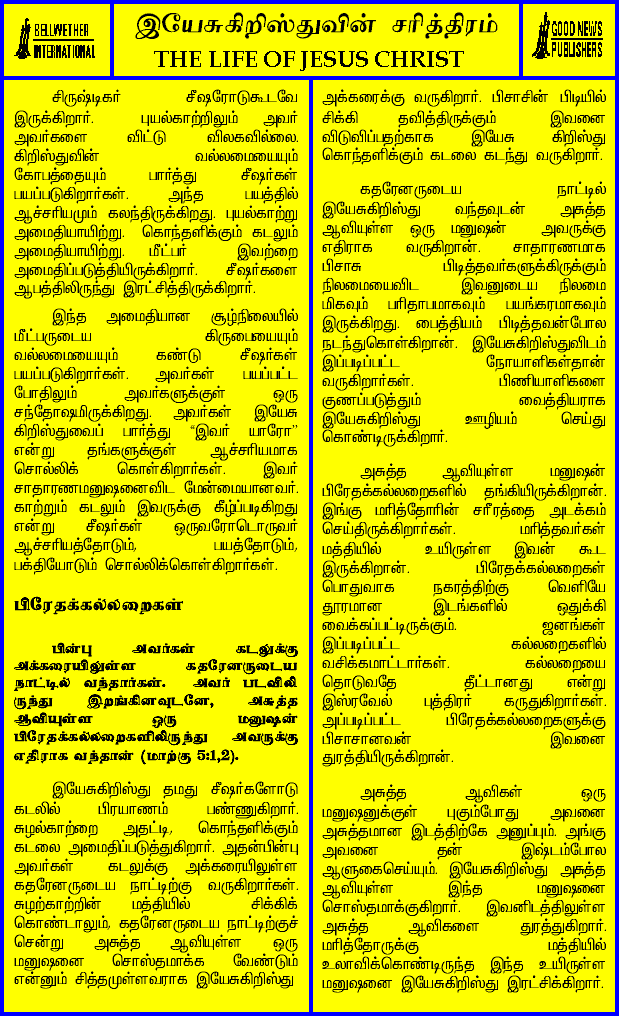 BELLWETHER
INTERNATIONAL
இயேசுகிறிஸ்துவின் சரித்திரம்
THE LIFE OF JESUS CHRIST
GOOD NEWS
PUBLISHERS
சிருஷ்டிகர் சீஷரோடுகூடவே
இருக்கிறார். புயல்காற்றிலும் அவர்
அவர்களை விட்டு விலகவில்லை.
கிறிஸ்துவின் வல்லமையையும்
கோபத்தையும் பார்த்து சீஷர்கள்
பயப்படுகிறார்கள். அந்த பயத்தில்
ஆச்சரியமும் கலந்திருக்கிறது. புயல்காற்று
அமைதியாயிற்று. கொந்தளிக்கும் கடலும்
அமைதியாயிற்று. மீட்பர் இவற்றை
அமைதிப்படுத்தியிருக்கிறார். சீஷர்களை
ஆபத்திலிருந்து இரட்சித்திருக்கிறார்.
இந்த அமைதியான சூழ்நிலையில்
மீட்பருடைய கிருபையையும்
வல்லமையையும் கண்டு சீஷர்கள்
பயப்படுகிறார்கள். அவர்கள் பயப்பட்ட
போதிலும் அவர்களுக்குள் ஒரு
சந்தோஷமிருக்கிறது. அவர்கள் இயேசு
கிறிஸ்துவைப் பார்த்து “இவர் யாரோ”
என்று தங்களுக்குள் ஆச்சரியமாக
சொல்லிக் கொள்கிறார்கள். இவர்
சாதாரணமனுஷனைவிட மேன்மையானவர்.
காற்றும் கடலும் இவருக்கு கீழ்ப்படிகிறது
என்று சீஷர்கள் ஒருவரோடொருவர்
ஆச்சரியத்தோடும், பயத்தோடும்,
பக்தியோடும் சொல்லிக்கொள்கிறார்கள்.
பிரேதக்கல்லறைகள்
பின்பு அவர்கள் கடலுக்கு
அக்கரையிலுள்ள கதரேனருடைய
நாட்டில் வந்தார்கள். அவர் படவிலி
ருந்து இறங்கினவுடனே, அசுத்த
ஆவியுள்ள ஒரு மனுஷன்
பிரேதக்கல்லறைகளிலிருந்து அவருக்கு
எதிராக வந்தான் (மாற்கு 5:1,2).
இயேசுகிறிஸ்து தமது சீஷர்களோடு
கடலில் பிரயாணம் பண்ணுகிறார்.
சுழல்காற்றை அதட்டி, கொந்தளிக்கும்
கடலை அமைதிப்படுத்துகிறார். அதன்பின்பு
அவர்கள் கடலுக்கு அக்கரையிலுள்ள
கதரேனருடைய நாட்டிற்கு வருகிறார்கள்.
சுழற்காற்றின் மத்தியில் சிக்கிக்
கொண்டாலும், கதரேனருடைய நாட்டிற்குச்
சென்று அசுத்த ஆவியுள்ள ஒரு
மனுஷனை சொஸ்தமாக்க வேண்டும்
என்னும் சித்தமுள்ளவராக இயேசுகிறிஸ்து
அக்கரைக்கு வருகிறார். பிசாசின் பிடியில்
சிக்கி தவித்திருக்கும் இவனை
விடுவிப்பதற்காக இயேசு கிறிஸ்து
கொந்தளிக்கும் கடலை கடந்து வருகிறார்.
கதரேனருடைய நாட்டில்
இயேசுகிறிஸ்து வந்தவுடன் அசுத்த
ஆவியுள்ள ஒரு மனுஷன் அவருக்கு
எதிராக வருகிறான். சாதாரணமாக
பிசாசு பிடித்தவர்களுக்கிருக்கும்
நிலமையைவிட இவனுடைய நிலமை
மிகவும் பரிதாபமாகவும் பயங்கரமாகவும்
இருக்கிறது. பைத்தியம் பிடித்தவன்போல
நடந்துகொள்கிறான். இயேசுகிறிஸ்துவிடம்
இப்படிப்பட்ட நோயாளிகள்தான்
வருகிறார்கள். பிணியாளிகளை
குணப்படுத்தும் வைத்தியராக
இயேசுகிறிஸ்து ஊழியம் செய்து
கொண்டிருக்கிறார்.
அசுத்த ஆவியுள்ள மனுஷன்
பிரேதக்கல்லறைகளில் தங்கியிருக்கிறான்.
இங்கு மரித்தோரின் சரீரத்தை அடக்கம்
செய்திருக்கிறார்கள். மரித்தவர்கள்
மத்தியில் உயிருள்ள இவன் கூட
இருக்கிறான். பிரேதக்கல்லறைகள்
பொதுவாக நகரத்திற்கு வெளியே
தூரமான இடங்களில் ஒதுக்கி
வைக்கப்பட்டிருக்கும். ஜனங்கள்
இப்படிப்பட்ட கல்லறைகளில்
வசிக்கமாட்டார்கள். கல்லறையை
தொடுவதே தீட்டானது என்று
இஸ்ரவேல் புத்திரர் கருதுகிறார்கள்.
அப்படிப்பட்ட பிரேதக்கல்லறைகளுக்கு
பிசாசானவன் இவனை
துரத்தியிருக்கிறான்.
அசுத்த ஆவிகள் ஒரு
மனுஷனுக்குள் புகும்போது அவனை
அசுத்தமான இடத்திற்கே அனுப்பும். அங்கு
அவனை தன் இஷ்டம்போல
ஆளுகைசெய்யும். இயேசுகிறிஸ்து அசுத்த
ஆவியுள்ள இந்த மனுஷனை
சொஸ்தமாக்குகிறார். இவனிடத்திலுள்ள
அசுத்த ஆவிகளை துரத்துகிறார்.
மரித்தோருக்கு மத்தியில்
உலாவிக்கொண்டிருந்த இந்த உயிருள்ள
மனுஷனை இயேசுகிறிஸ்து இரட்சிக்கிறார்.